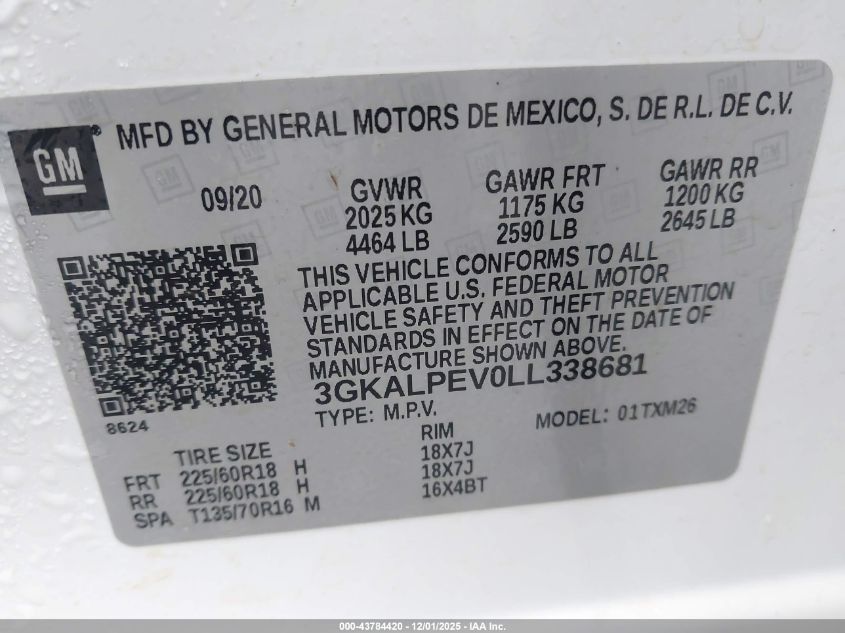 MFD BY GENERAL MOTORS DE MEXICO, S. DE R.L. DE C.V.
GM ®
09/20 GVWR GAWR FRT GAWR RR
2025 KG 1175 KG 1200 KG
4464 LB 2590 LB 2645 LB
THIS VEHICLE CONFORMS TO ALL
APPLICABLE U.S. FEDERAL MOTOR
VEHICLE SAFETY AND THEFT PREVENTION
STANDARDS IN EFFECT ON THE DATE OF
MANUFACTURE SHOWN ABOVE.
3GKALPEV0LL338681
8624
TYPE: M.P.V. MODEL: 01TXM26
TIRE SIZE RIM
FRT 225/60R18 H 18X7J
RR 225/60R18 H 18X7J
SPA T135/70R16 M 16X4BT
000-43784420 - 12/01/2025 - IAA Inc.